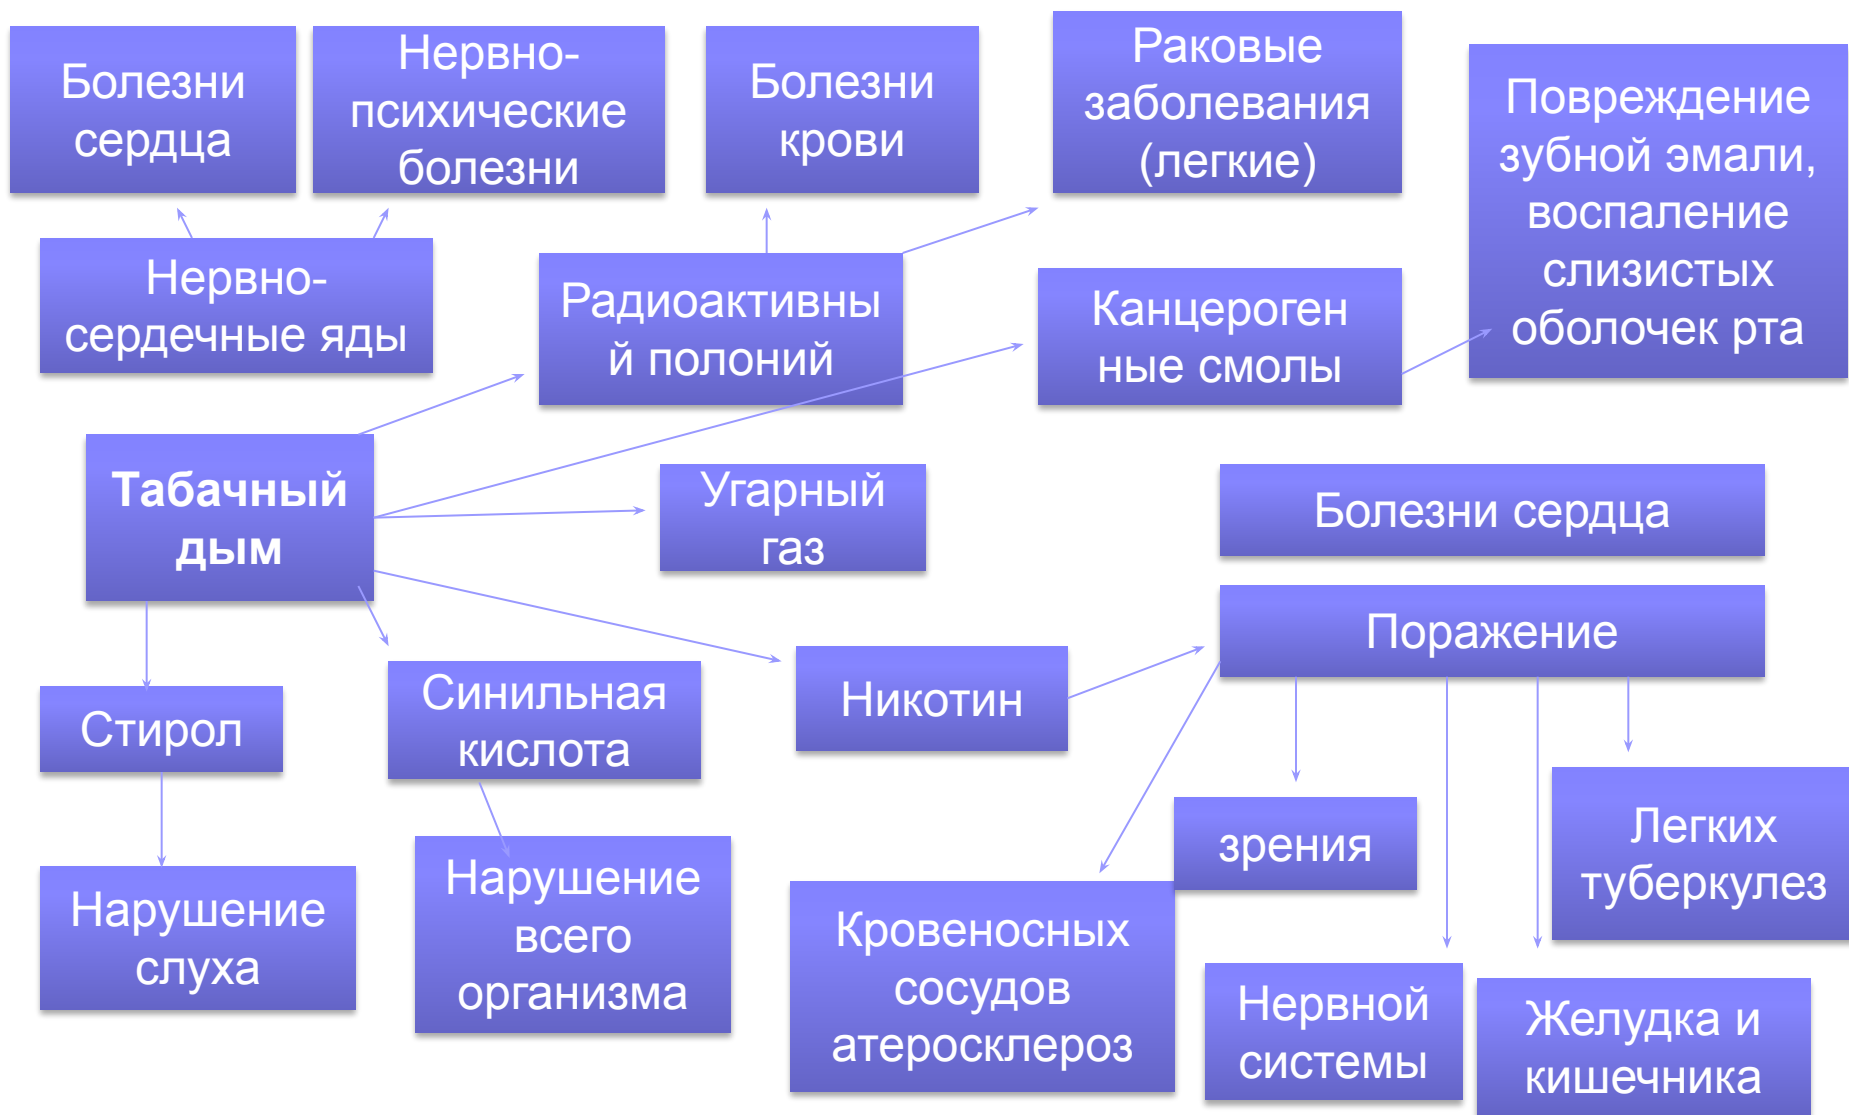 Болезни
сердца
Нервно-
психические
болезни
Болезни
крови
Раковые
заболевания
(легкие)
Повреждение
зубной эмали,
воспаление
слизистых
оболочек рта
Нервно-
сердечные яды
Радиоактивны
й полоний
Канцероген
ные смолы
Табачный
дым
Угарный
газ
Болезни сердца
Поражение
Никотин
Синильная
кислота
Стирол
зрения
Легких
туберкулез
Нарушение
слуха
Нарушение
всего
организма
Кровеносных
сосудов
атеросклероз
Нервной
системы
Желудка и
кишечника